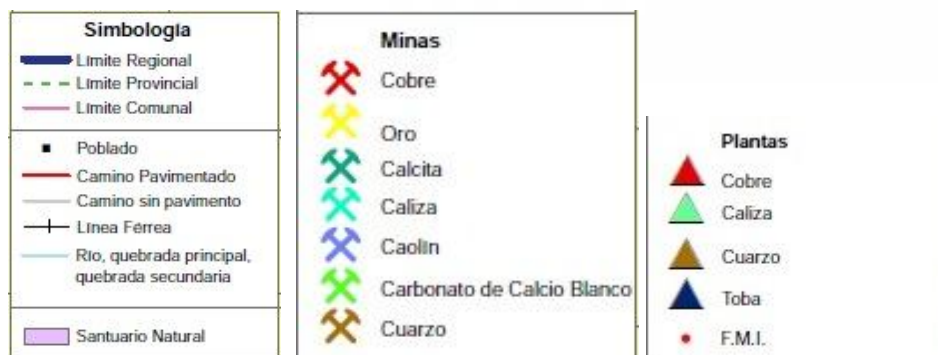 Simbología
Límite Regional
Límite Provincial
Límite Comunal
Poblado
Camino Pavimentado
Camino sin pavimento
Línea Férrea
Río, quebrada principal,
quebrada secundaria
Santuario Natural
Minas
Cobre
Oro
Calcita
Caliza
Caolín
Carbonato de Calcio Blanco
Cuarzo
Plantas
Cobre
Caliza
Cuarzo
Toba
F.M.I.